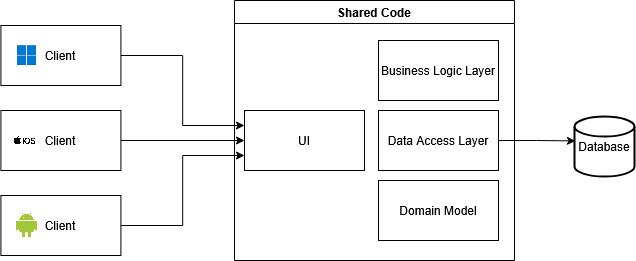 Shared Code
Client
iOS Client
Client
UI
Business Logic Layer
Data Access Layer
Domain Model
Database